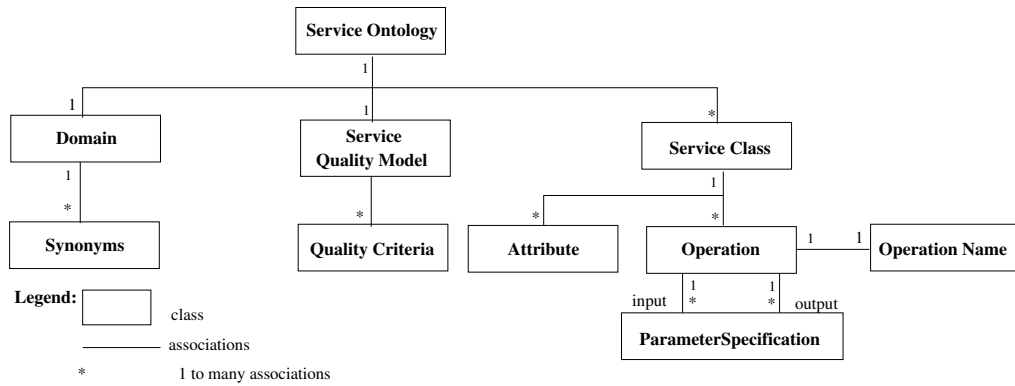 Service Ontology
1
1
1
*
Domain
Service
Quality Model
Service Class
1
1
*
*
*
*
Synonyms
Quality Criteria
Attribute
Operation
1
1
Operation Name
Legend:
class
input
1
*
1
*
output
ParameterSpecification
associations
* 1 to many associations